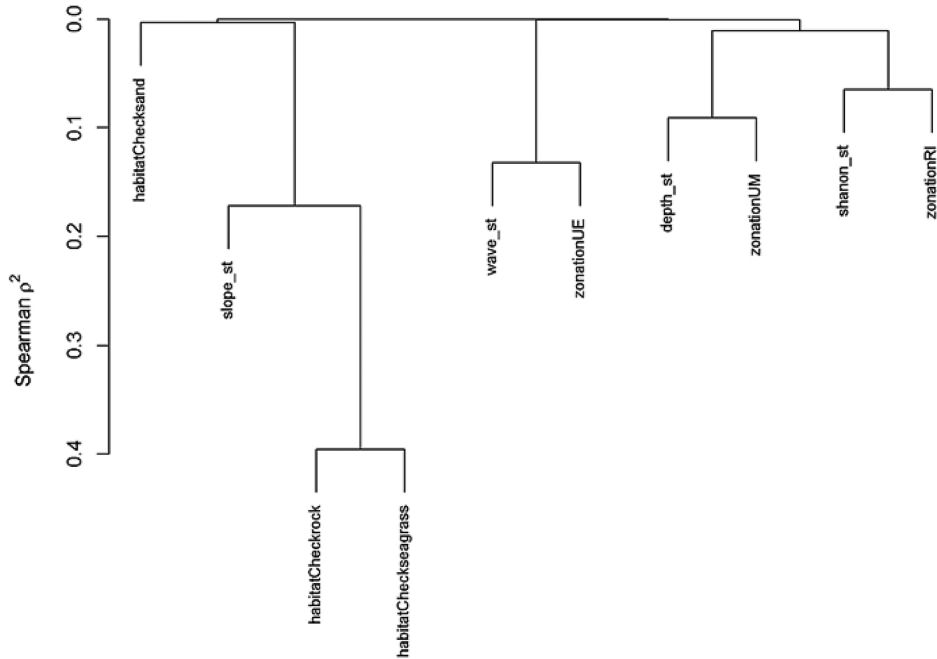 Spearman ρ²
0.0
0.1
0.2
0.3
0.4
habitatChecksand
slope_st
habitatCheckrock
habitatCheckseagrass
wave_st
zonationUE
depth_st
zonationUM
shanon_st
zonationRI